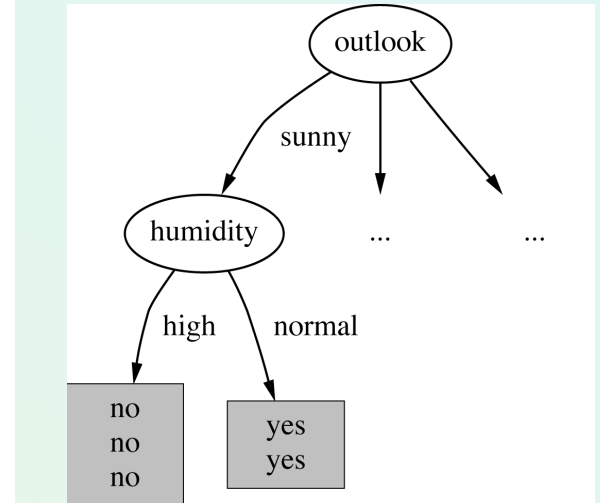 outlook
sunny
humidity
...
...
high
normal
no
no
no
yes
yes